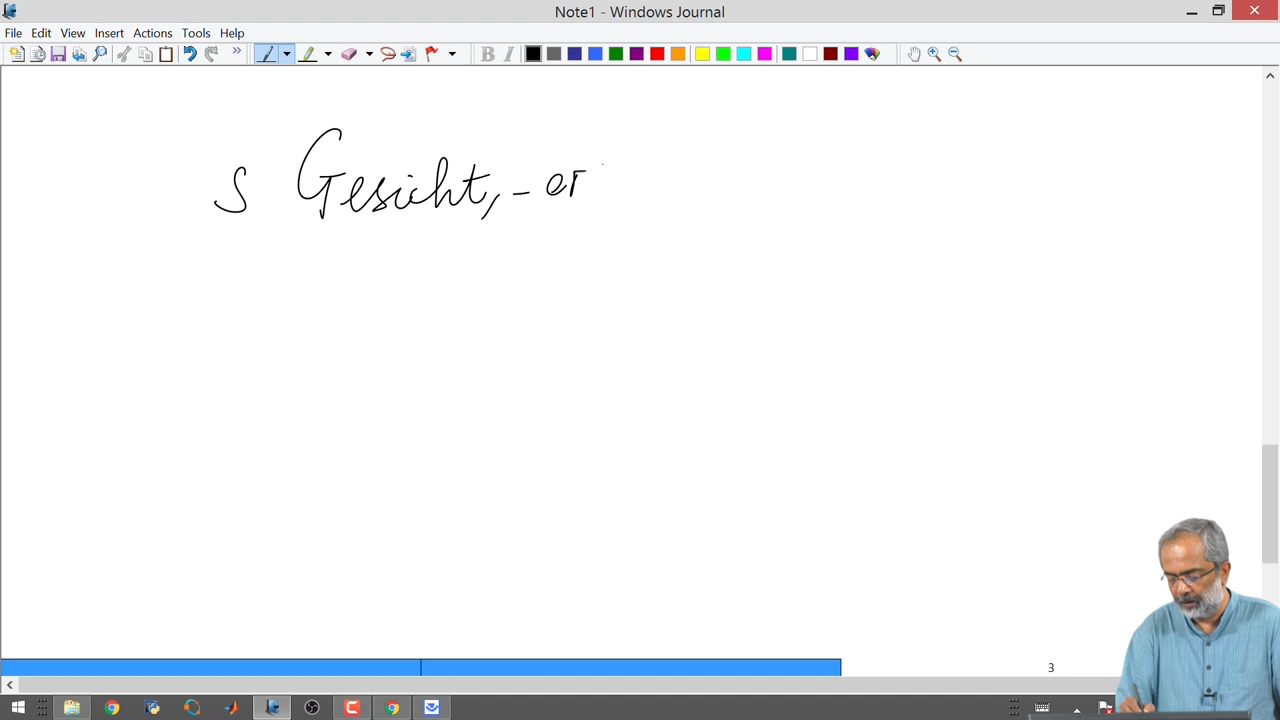 Note1 - Windows Journal
File Edit View Insert Actions Tools Help
B I
s Gesicht, - er
3